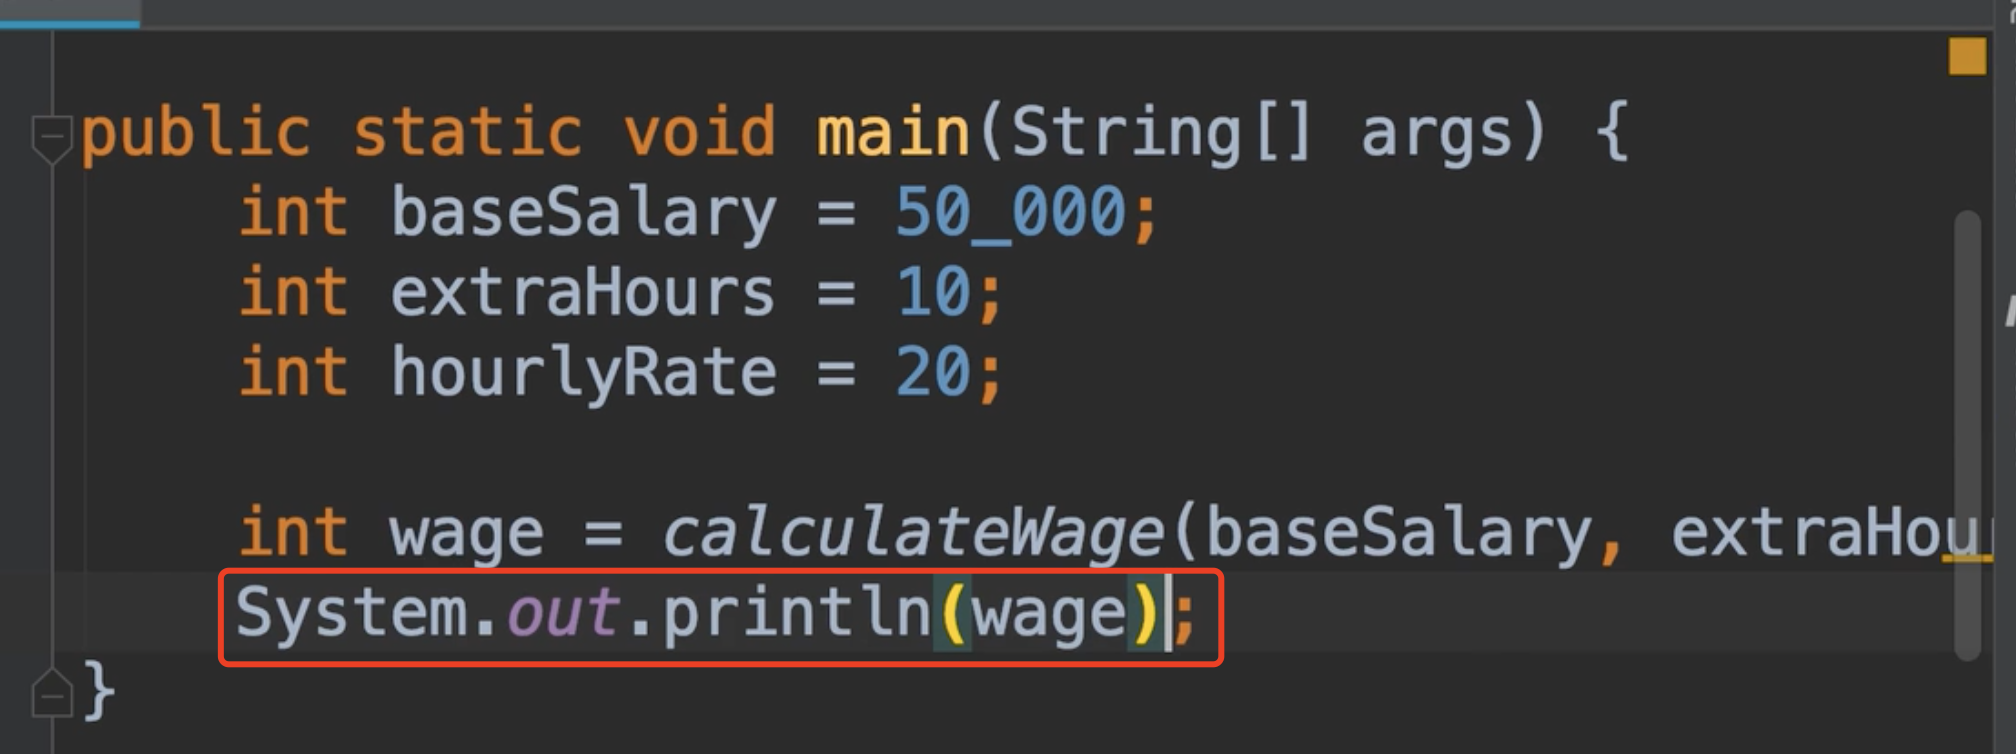 public static void main(String[] args) {
int baseSalary = 50_000;
int extraHours = 10;
int hourlyRate = 20;
int wage = calculateWage(baseSalary, extraHou
System.out.println(wage);
}